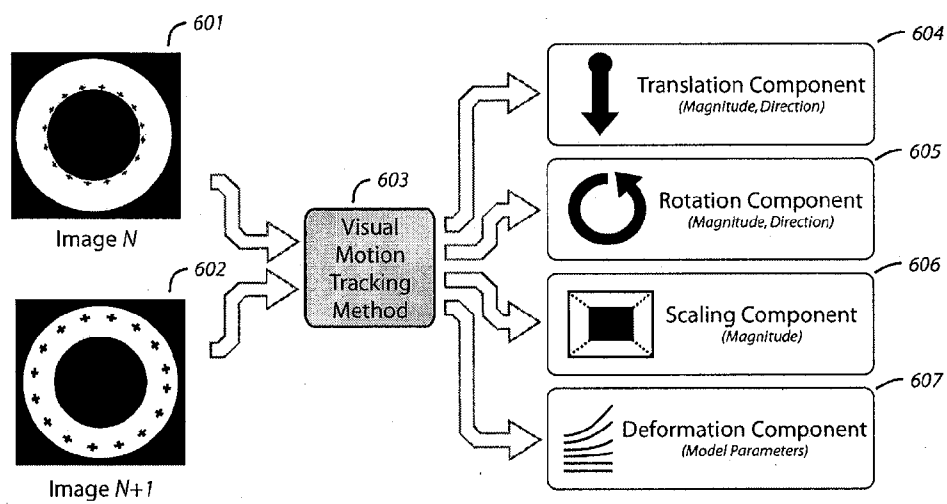 601
Image N
602
Image N+1
603
Visual
Motion
Tracking
Method
604
Translation Component
(Magnitude, Direction)
605
Rotation Component
(Magnitude, Direction)
606
Scaling Component
(Magnitude)
607
Deformation Component
(Model Parameters)